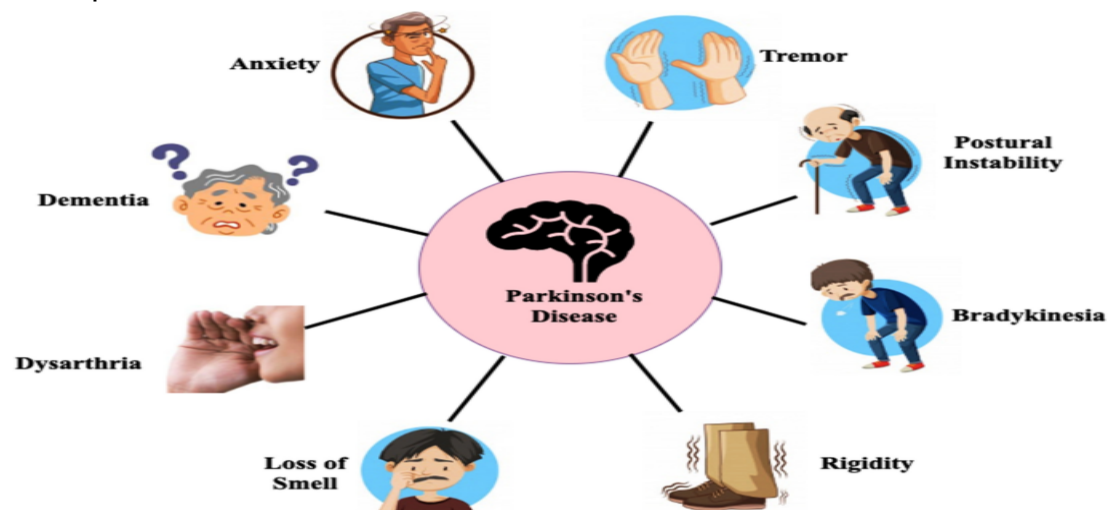 Anxiety
Tremor
Postural
Instability
Dementia
Parkinson's
Disease
Bradykinesia
Dysarthria
Loss of
Smell
Rigidity